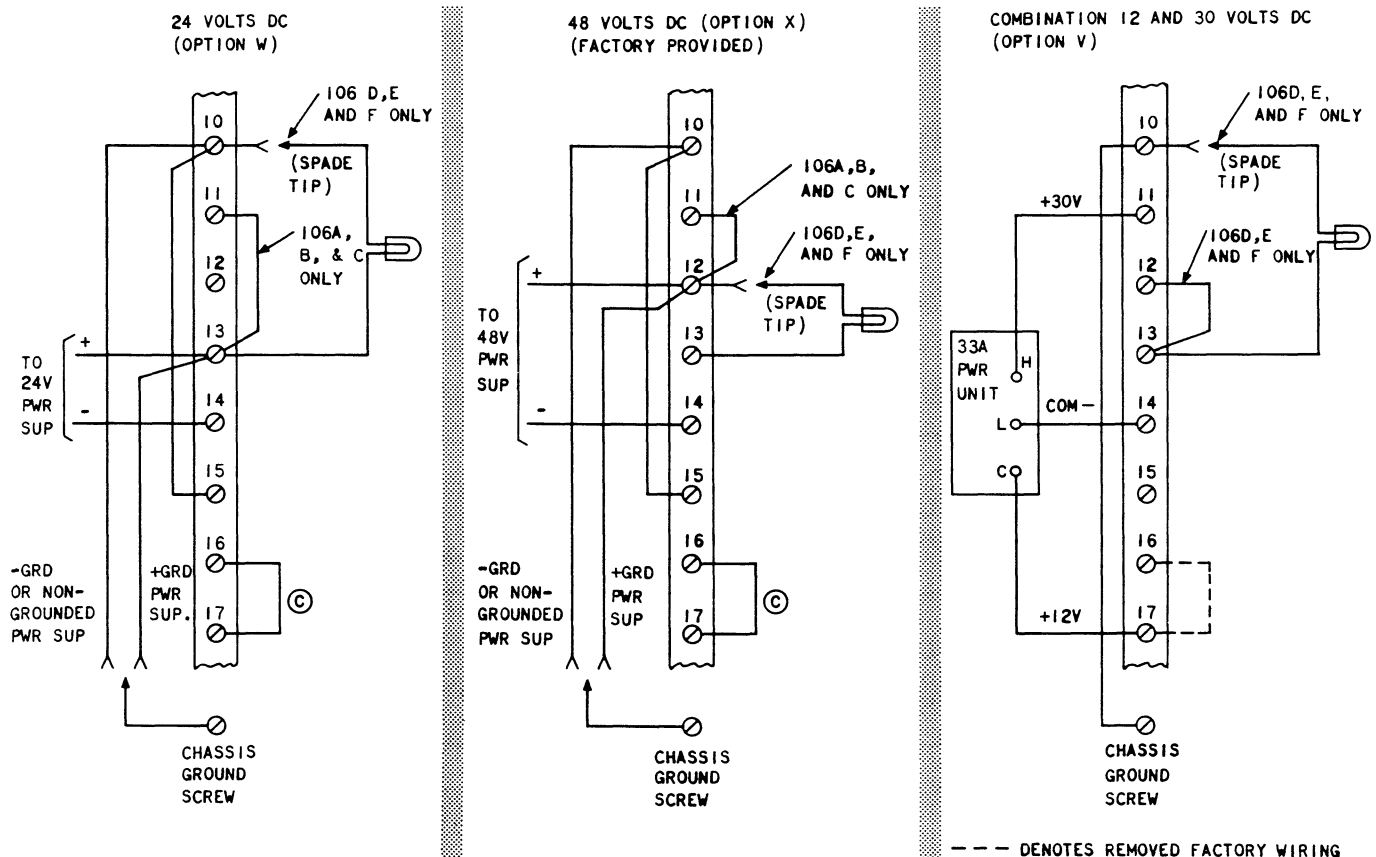 24 VOLTS DC
(OPTION W)
10
106 D,E
AND F ONLY
(SPADE
TIP)
11
106A,
B, & C
ONLY
12
13
+
TO
24V
PWR
SUP
-
14
15
16
-GRD
OR NON-
GROUNDED
PWR SUP
+GRD
PWR
SUP.
C
17
CHASSIS
GROUND
SCREW
48 VOLTS DC (OPTION X)
(FACTORY PROVIDED)
10
106A,B,
AND C ONLY
11
106D,E,
AND F ONLY
12
+
(SPADE
TIP)
TO
48V
PWR
SUP
13
-
14
15
16
-GRD
OR NON-
GROUNDED
PWR SUP
+GRD
PWR
SUP
C
17
CHASSIS
GROUND
SCREW
COMBINATION 12 AND 30 VOLTS DC
(OPTION V)
10
106D, E,
AND F ONLY
(SPADE
TIP)
+30V
11
106D,E
AND F ONLY
12
13
33A
PWR
UNIT
H
COM-
L
14
C
15
16
+12V
17
CHASSIS
GROUND
SCREW
---- DENOTES REMOVED FACTORY WIRING